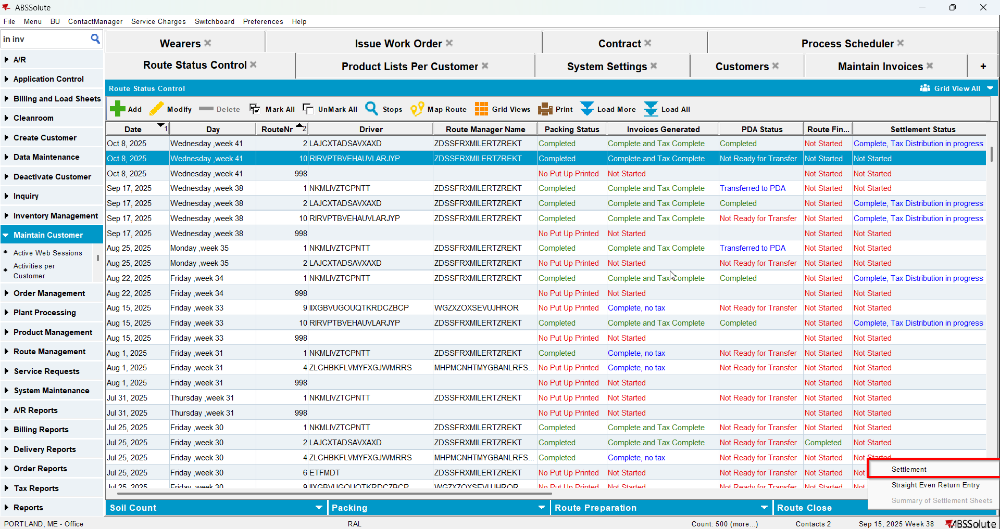 ABSSolute
File Menu BU ContactManager Service Charges Switchboard Preferences Help
in inv
A/R
Application Control
Billing and Load Sheets
Cleanroom
Create Customer
Data Maintenance
Deactivate Customer
Inquiry
Inventory Management
Maintain Customer
Active Web Sessions
Activities per
Customer
Order Management
Plant Processing
Product Management
Route Management
Service Requests
System Maintenance
A/R Reports
Billing Reports
Delivery Reports
Order Reports
Tax Reports
Reports
Wearers Issue Work Order Contract Process Scheduler
Route Status Control Product Lists Per Customer System Settings Customers Maintain Invoices +
Route Status Control Grid View All
Add Modify Delete Mark All UnMark All Stops Map Route Grid Views Print Load More Load All
Date 1 Day RouteNr 2 Driver Route Manager Name Packing Status Invoices Generated PDA Status Route Fin... Settlement Status
Oct 8, 2025 Wednesday ,week 41 2 LAJCXTADSAVXAXD ZDSSFRXMILERTZREKT Completed Complete and Tax Complete Completed Not Started Complete, Tax Distribution in progress
Oct 8, 2025 Wednesday ,week 41 10 RIRVPTBVEHAUVLARJYP ZDSSFRXMILERTZREKT Completed Complete and Tax Complete Not Ready for Transfer Not Started Not Started
Oct 8, 2025 Wednesday ,week 41 998 No Put Up Printed Not Started Not Started Not Started
Sep 17, 2025 Wednesday ,week 38 1 NKMLIVZTCPNTT ZDSSFRXMILERTZREKT Completed Complete and Tax Complete Transferred to PDA Not Started Not Started
Sep 17, 2025 Wednesday ,week 38 2 LAJCXTADSAVXAXD ZDSSFRXMILERTZREKT Completed Complete and Tax Complete Completed Not Started Complete, Tax Distribution in progress
Sep 17, 2025 Wednesday ,week 38 10 RIRVPTBVEHAUVLARJYP ZDSSFRXMILERTZREKT Completed Complete and Tax Complete Not Ready for Transfer Not Started Complete, Tax Distribution in progress
Sep 17, 2025 Wednesday ,week 38 998 No Put Up Printed Not Started Not Started Not Started
Aug 25, 2025 Monday ,week 35 1 NKMLIVZTCPNTT ZDSSFRXMILERTZREKT Completed Complete and Tax Complete Transferred to PDA Not Started Not Started
Aug 25, 2025 Monday ,week 35 2 LAJCXTADSAVXAXD ZDSSFRXMILERTZREKT No Put Up Printed Not Started Not Ready for Transfer Not Started Not Started
Aug 22, 2025 Friday ,week 34 1 NKMLIVZTCPNTT ZDSSFRXMILERTZREKT Completed Complete and Tax Complete Completed Not Started Complete, Tax Distribution in progress
Aug 22, 2025 Friday ,week 34 998 No Put Up Printed Not Started Not Started Not Started
Aug 15, 2025 Friday ,week 33 9 IIXGBVUGOUQTKRDCZBCP WGZXZOXSEVUJHROR No Put Up Printed Complete, no tax Not Ready for Transfer Not Started Not Started
Aug 15, 2025 Friday ,week 33 10 RIRVPTBVEHAUVLARJYP ZDSSFRXMILERTZREKT Completed Complete and Tax Complete Completed Not Started Complete, Tax Distribution in progress
Aug 15, 2025 Friday ,week 33 998 No Put Up Printed Not Started Not Started Not Started
Aug 1, 2025 Friday ,week 31 1 NKMLIVZTCPNTT ZDSSFRXMILERTZREKT Completed Complete, no tax Not Ready for Transfer Not Started Not Started
Aug 1, 2025 Friday ,week 31 4 ZLCHBKFLVMYFXGJWMRRS MHPMCNHTMYGBANLRFS... No Put Up Printed Complete, no tax Not Ready for Transfer Not Started Not Started
Aug 1, 2025 Friday ,week 31 998 No Put Up Printed Not Started Not Started Not Started
Jul 31, 2025 Thursday ,week 31 1 NKMLIVZTCPNTT ZDSSFRXMILERTZREKT No Put Up Printed Not Started Not Ready for Transfer Not Started Not Started
Jul 31, 2025 Thursday ,week 31 998 No Put Up Printed Not Started Not Started Not Started
Jul 25, 2025 Friday ,week 30 1 NKMLIVZTCPNTT ZDSSFRXMILERTZREKT Completed Complete and Tax Complete Not Ready for Transfer Not Started Not Started
Jul 25, 2025 Friday ,week 30 2 LAJCXTADSAVXAXD ZDSSFRXMILERTZREKT Completed Complete and Tax Complete Not Ready for Transfer Completed Not Started
Jul 25, 2025 Friday ,week 30 4 ZLCHBKFLVMYFXGJWMRRS MHPMCNHTMYGBANLRFS... Completed Complete, no tax Not Ready for Transfer Not Started Not Started
Jul 25, 2025 Friday ,week 30 6 ETFMDT ZDSSFRXMILERTZREKT No Put Up Printed Not Started Not Ready for Transfer Not Started Not
Jul 25, 2025 Friday ,week 30 9 IIXGBVUGOUQTKRDCZBCP WGZXZOXSEVUJHROR No Put Up Printed Not Started Not Ready for Transfer Not Started Not
Settlement
Straight Even Return Entry
Summary of Settlement Sheets
Soil Count Packing Route Preparation Route Close
PORTLAND, ME - Office RAL Count: 500 (more...) Contacts 2 Sep 15, 2025 Week 38 ABSSolute